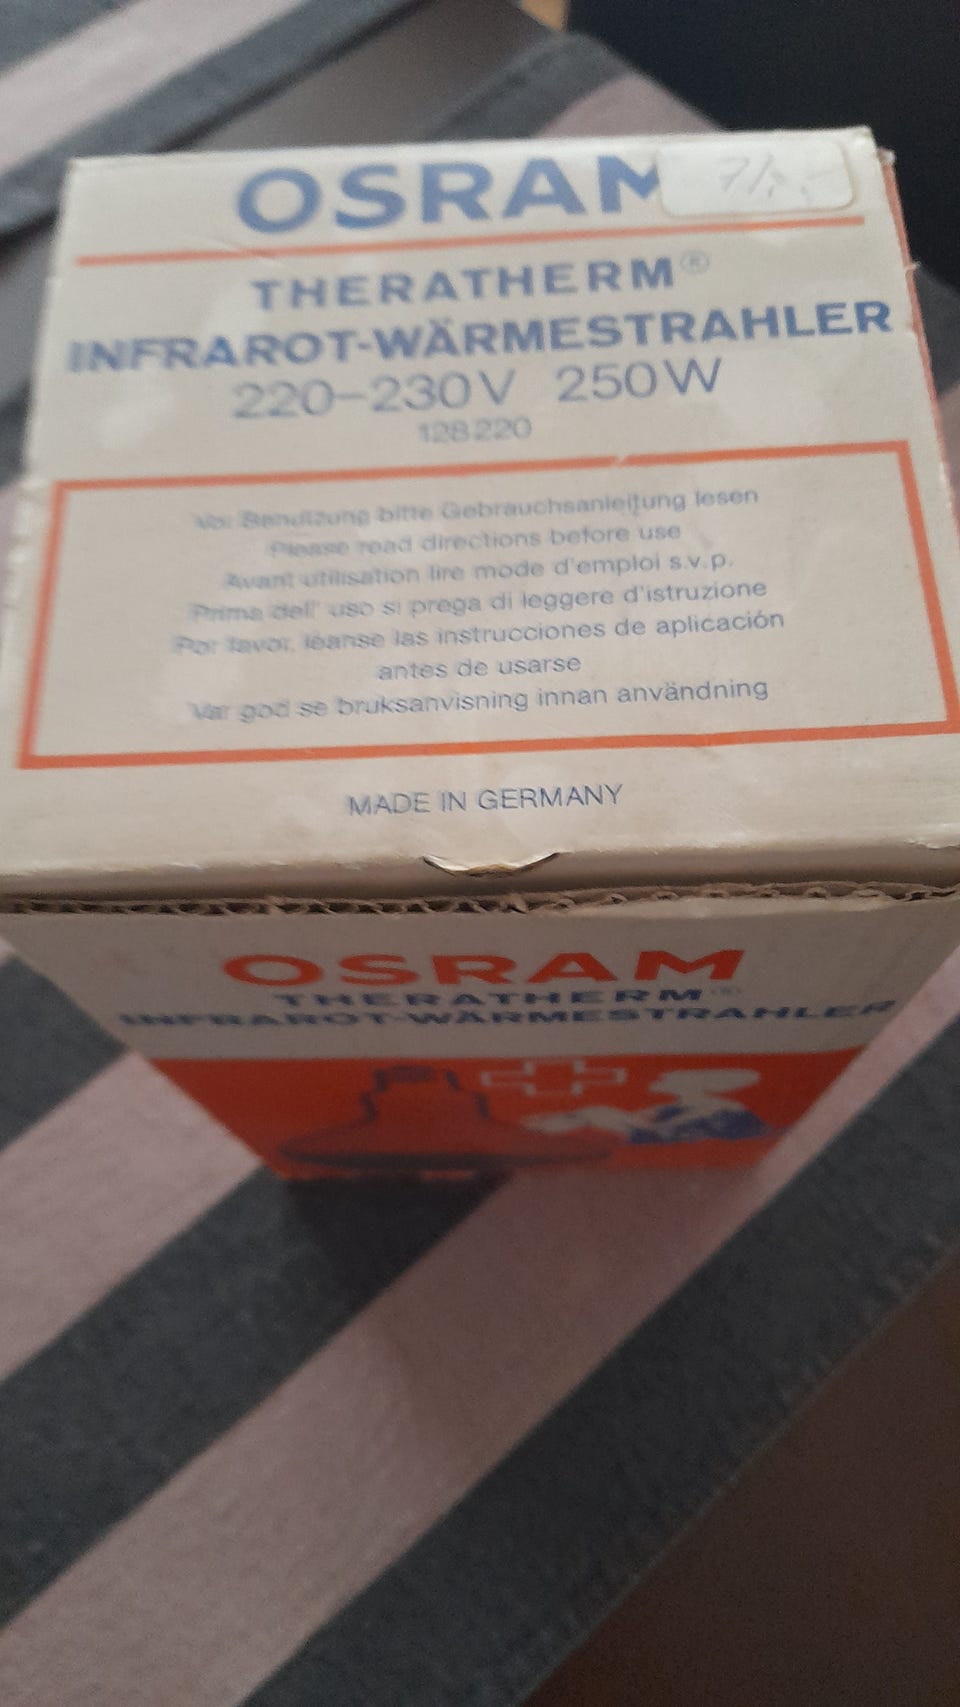 OSRAM
THERATHERM®
INFRAROT-WÄRMESTRAHLER
220–230V 250W
128220
Vor Benutzung bitte Gebrauchsanleitung lesen
Please read directions before use
Avant utilisation lire mode d'emploi s.v.p.
Prima dell' uso si prega di leggere d'istruzione
Por favor, léanse las instrucciones de aplicación
antes de usarse
Var god se bruksanvisning innan användning
MADE IN GERMANY
OSRAM
THERATHERM®
INFRAROT-WÄRMESTRAHLER